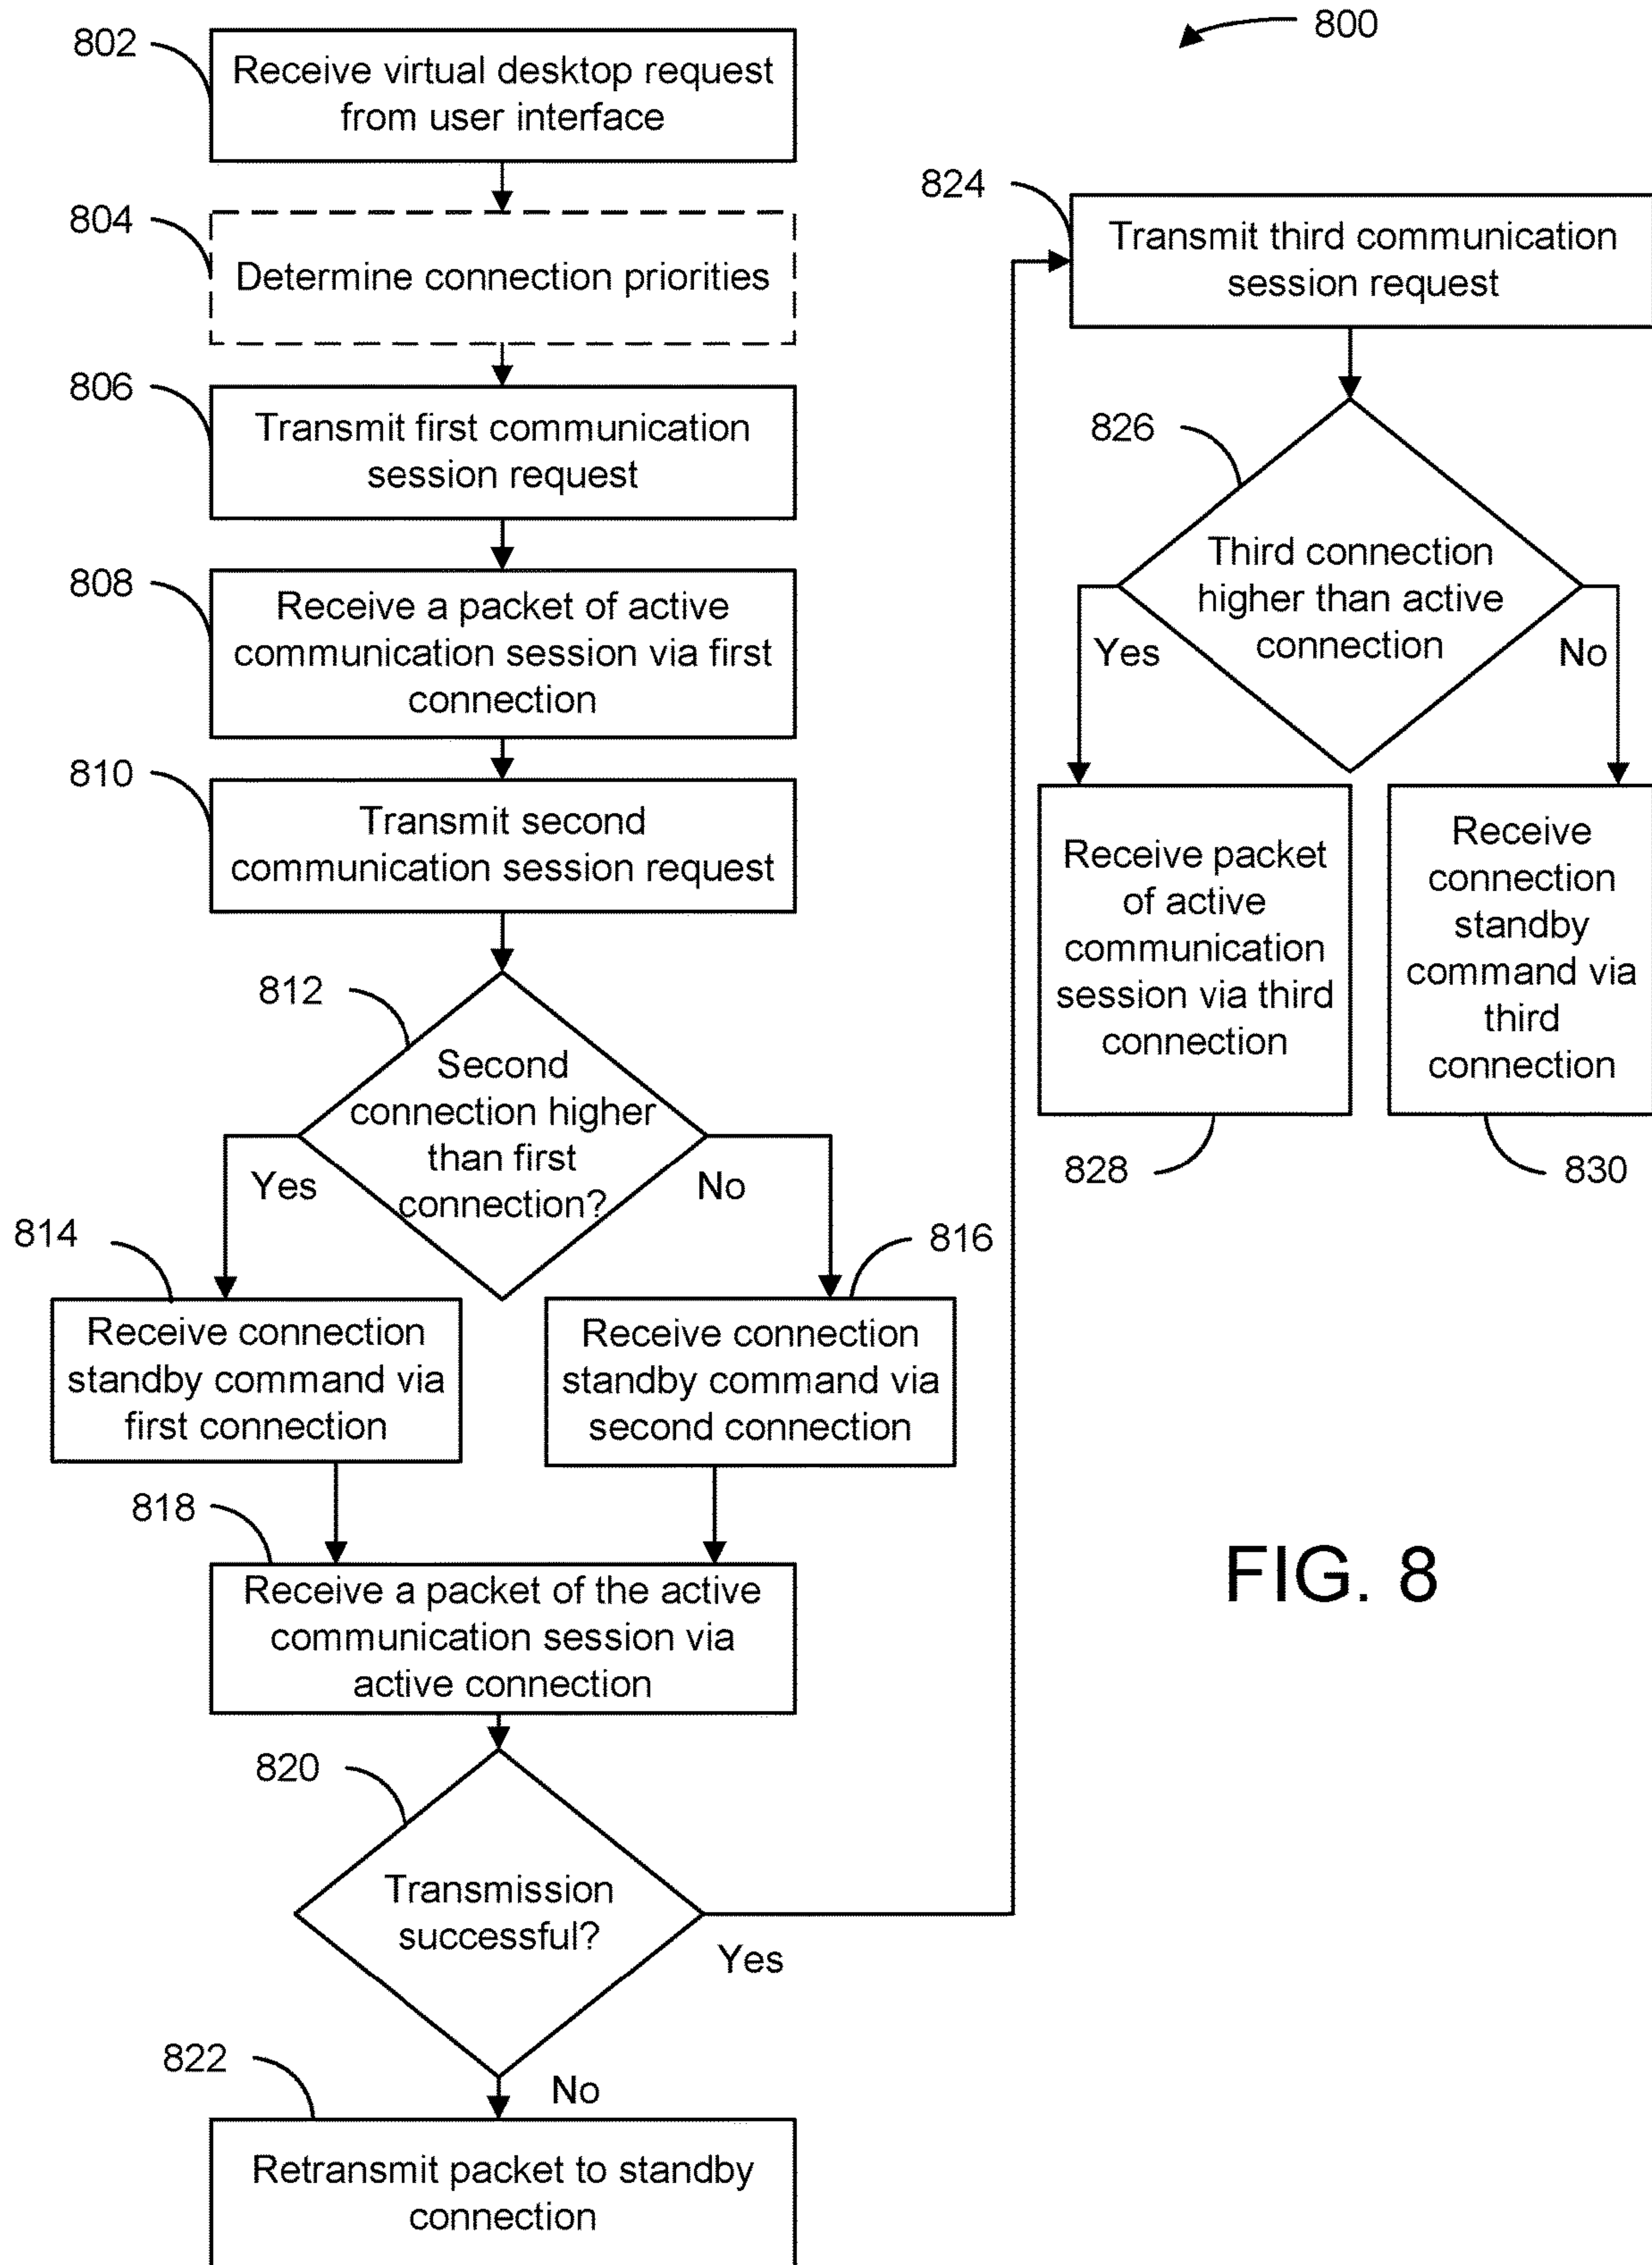 800
802
Receive virtual desktop request
from user interface
804
Determine connection priorities
806
Transmit first communication
session request
808
Receive a packet of active
communication session via first
connection
810
Transmit second
communication session request
812
Second
connection higher
than first
connection?
Yes
No
814
Receive connection
standby command via
first connection
816
Receive connection
standby command via
second connection
818
Receive a packet of the active
communication session via
active connection
820
Transmission
successful?
Yes
No
822
Retransmit packet to standby
connection
824
Transmit third communication
session request
826
Third connection
higher than active
connection
Yes
No
Receive packet
of active
communication
session via third
connection
828
Receive
connection
standby
command via
third
connection
830
FIG. 8